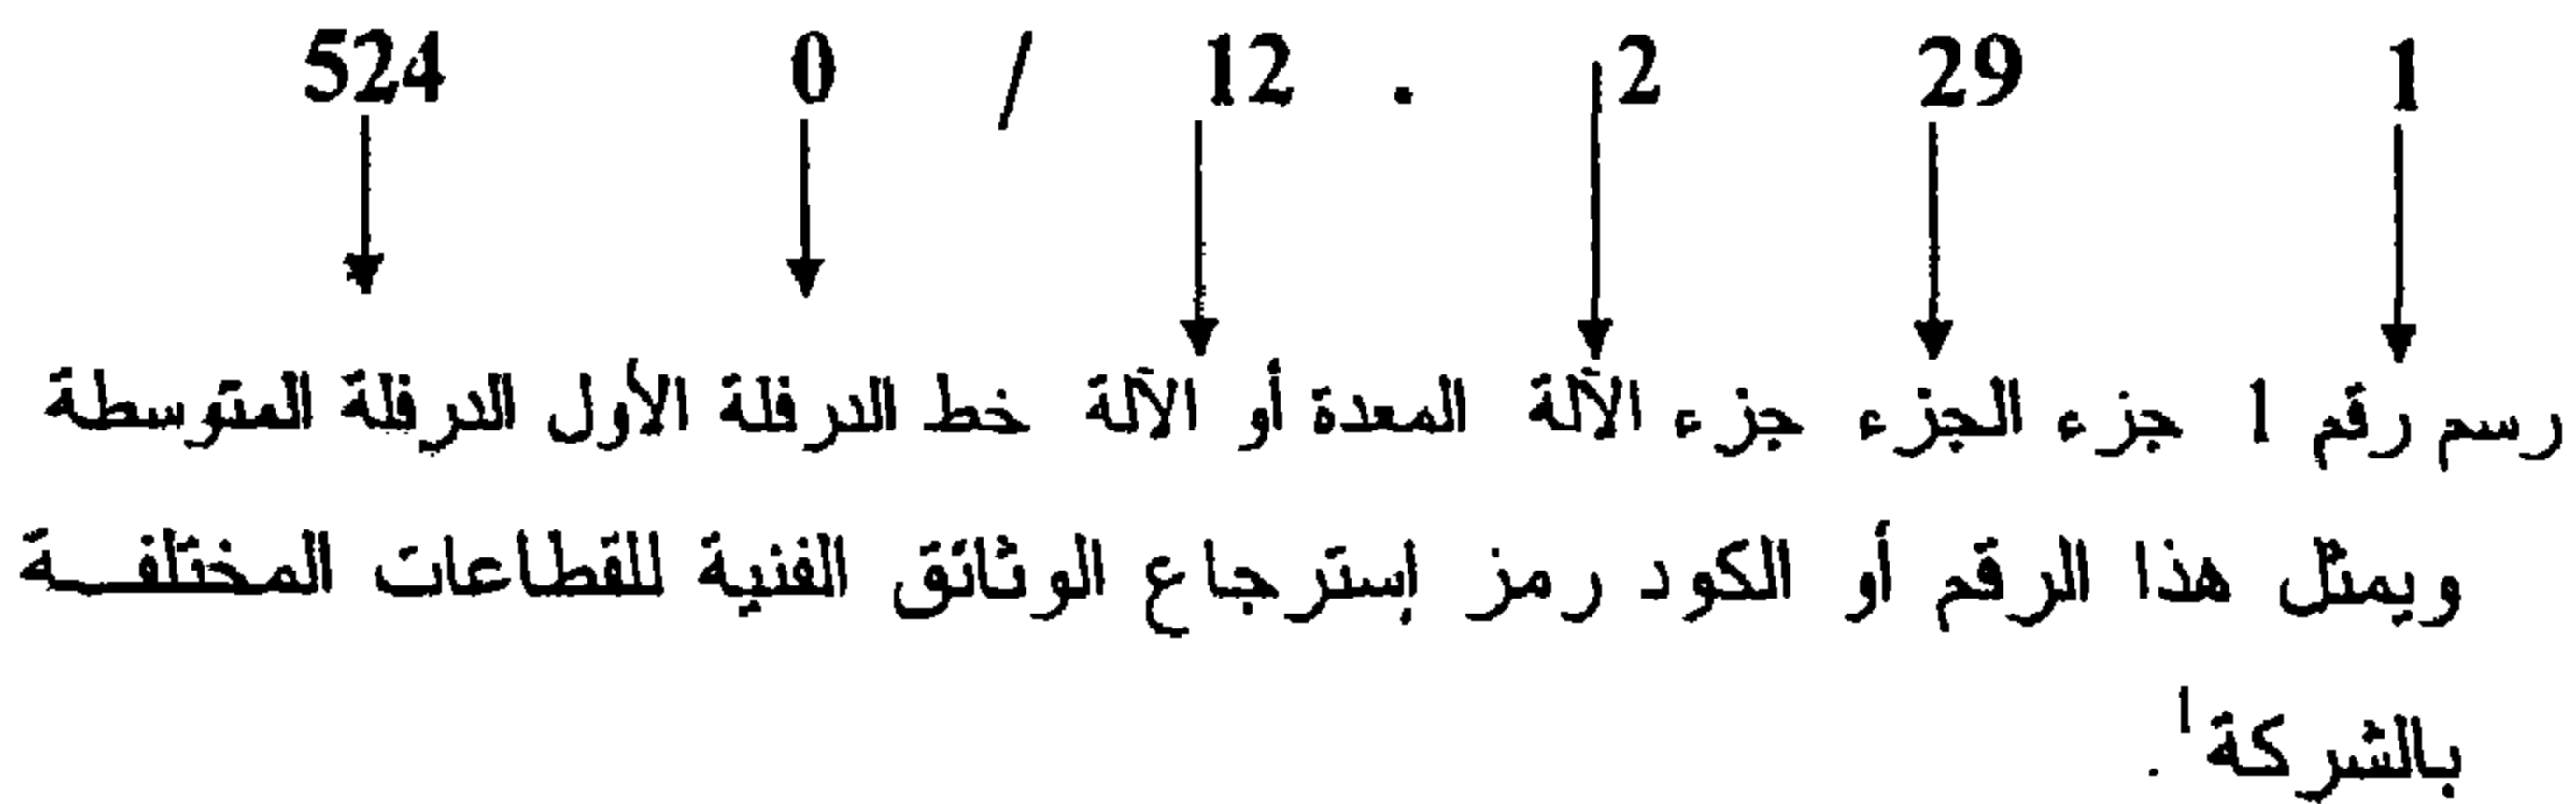 524 0 / 12 . 2 29 1
رسم رقم 1 جزء الجزء جزء الآلة المعدة أو الآلة خط الدرفلة الأول الدرفلة المتوسطة
ويمثل هذا الرقم أو الكود رمز إسترجاع الوثائق الفنية للقطاعات المختلفة
بالشركة¹.